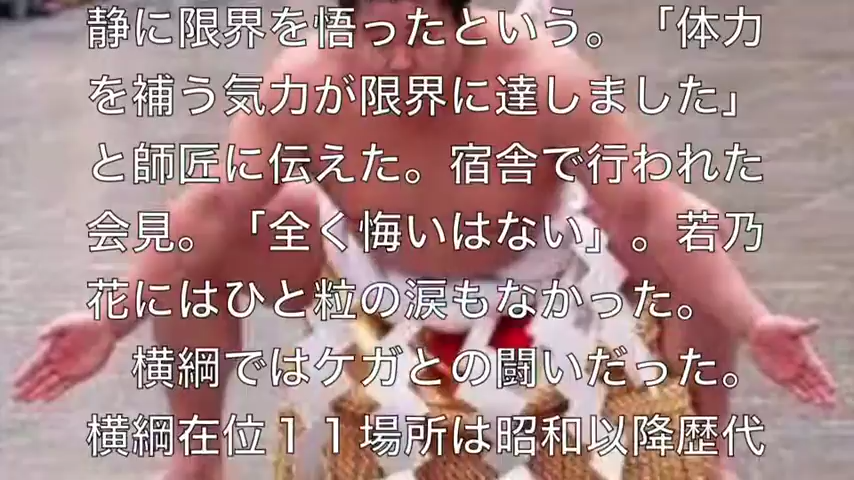 静に限界を悟ったという。「体力
を補う気力が限界に達しました」
と師匠に伝えた。宿舎で行われた
会見。「全く悔いはない」。若乃
花にはひと粒の涙もなかった。
　横綱ではケガとの闘いだった。
横綱在位１１場所は昭和以降歴代